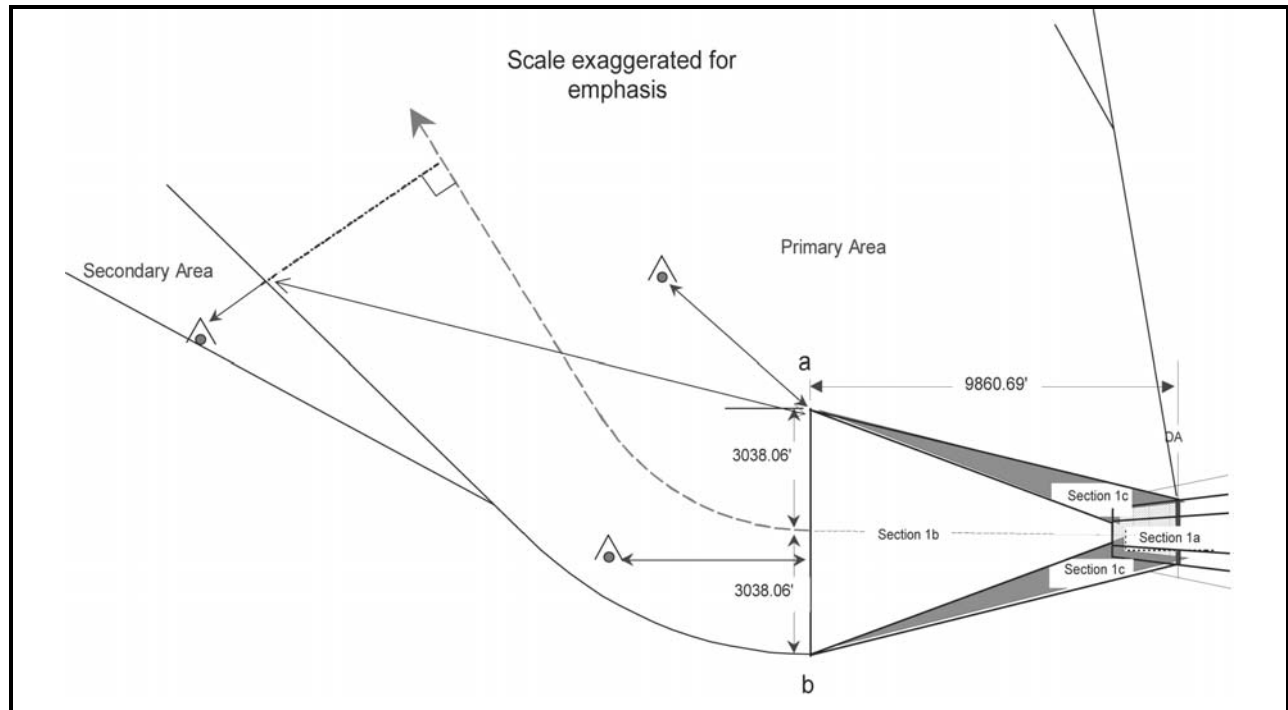 Scale exaggerated for
emphasis
Primary Area
Secondary Area
a
9860.69'
DA
3038.06'
Section 1c
Section 1b
Section 1a
3038.06'
Section 1c
b